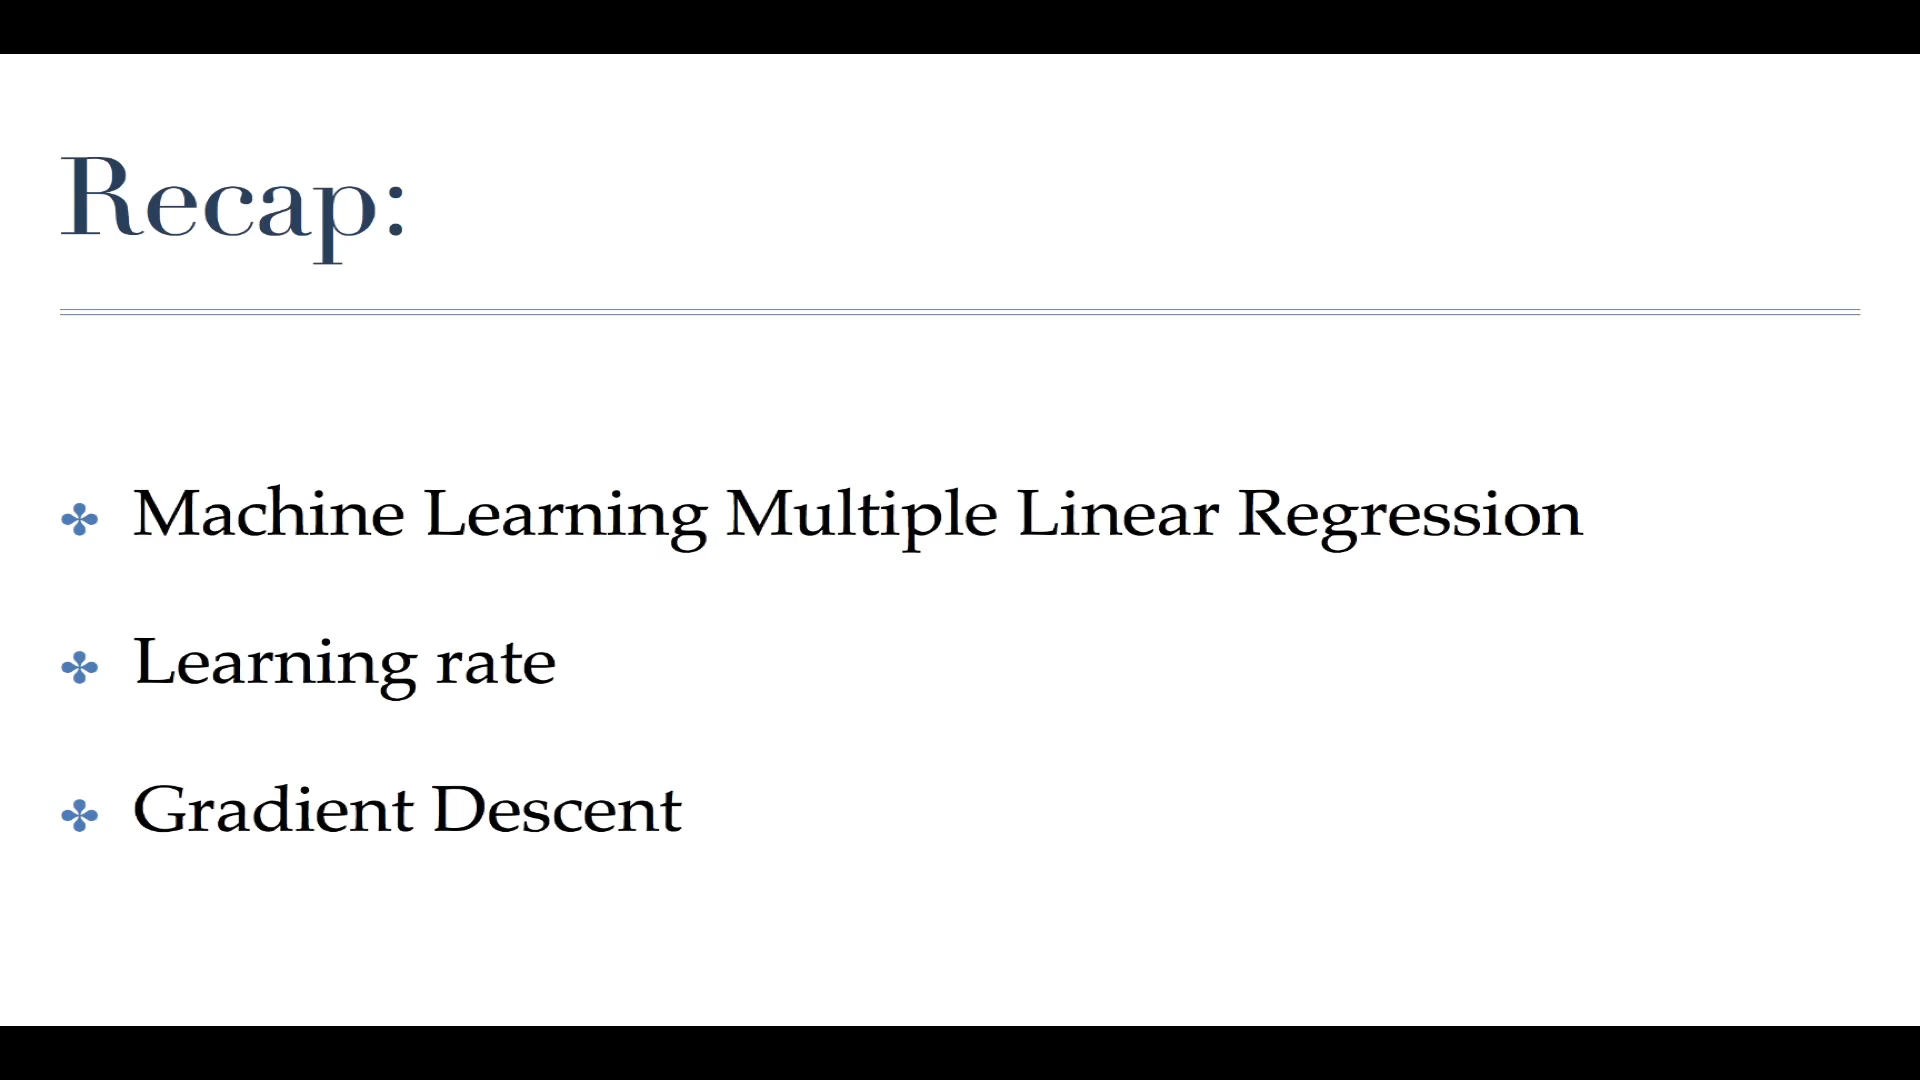 Recap:
Machine Learning Multiple Linear Regression
Learning rate
Gradient Descent